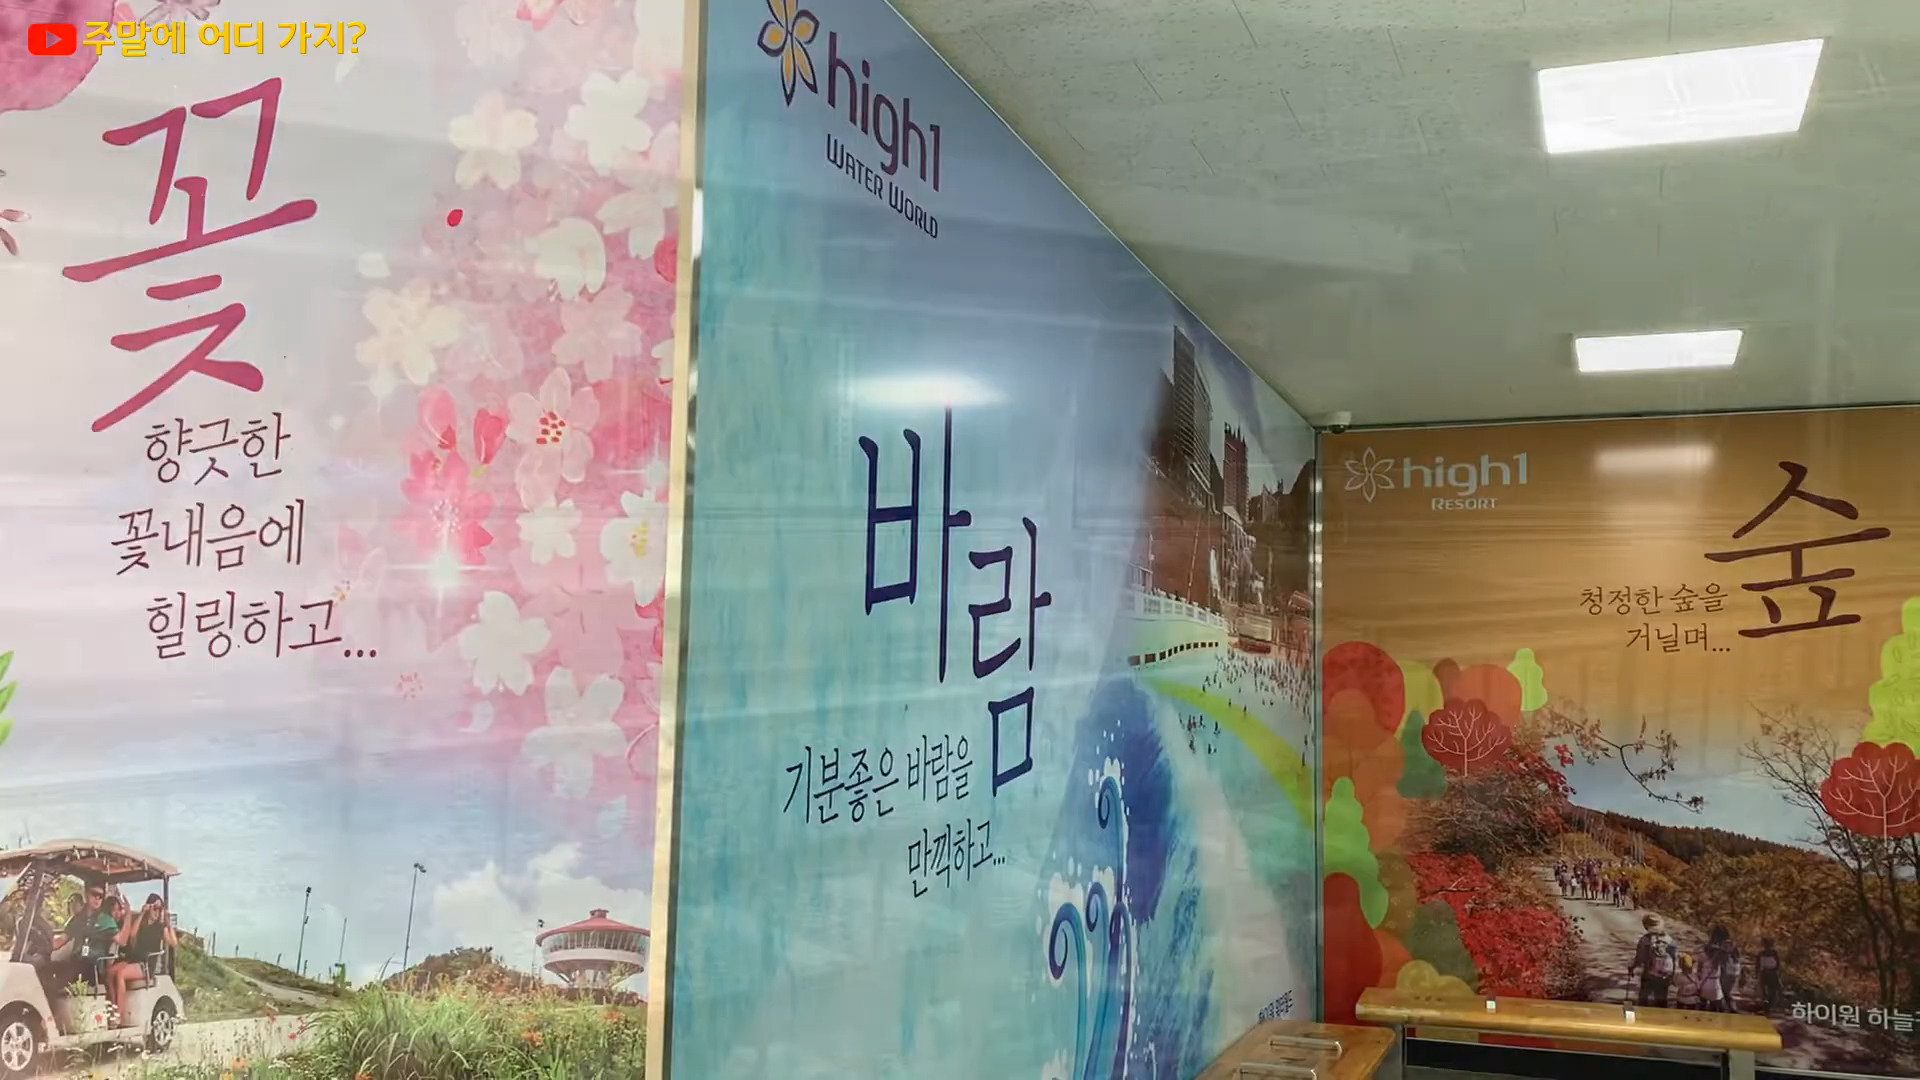 주말에 어디 가지?
꽃
향긋한
꽃내음에
힐링하고...
high1
WATER WORLD
바람
기분좋은 바람을
만끽하고...
high1
RESORT
숲
청정한 숲을
거닐며...
하이원 하늘